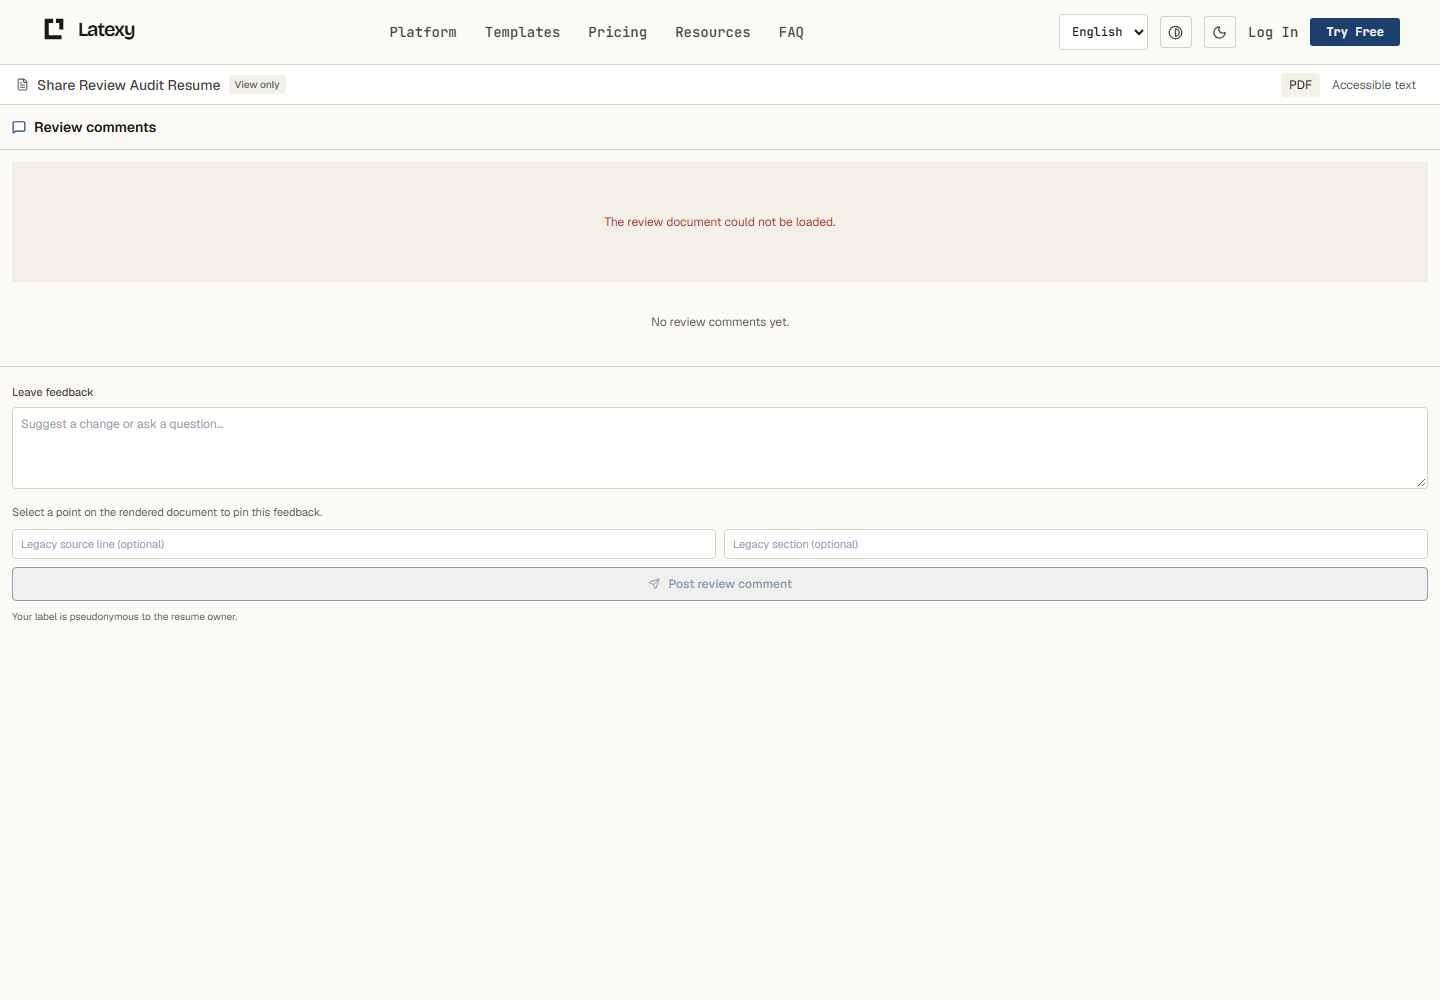 Latexy
Platform Templates Pricing Resources FAQ
English
Log In
Try Free
Share Review Audit Resume
View only
PDF
Accessible text
Review comments
The review document could not be loaded.
No review comments yet.
Leave feedback
Suggest a change or ask a question…
Select a point on the rendered document to pin this feedback.
Legacy source line (optional)
Legacy section (optional)
Post review comment
Your label is pseudonymous to the resume owner.